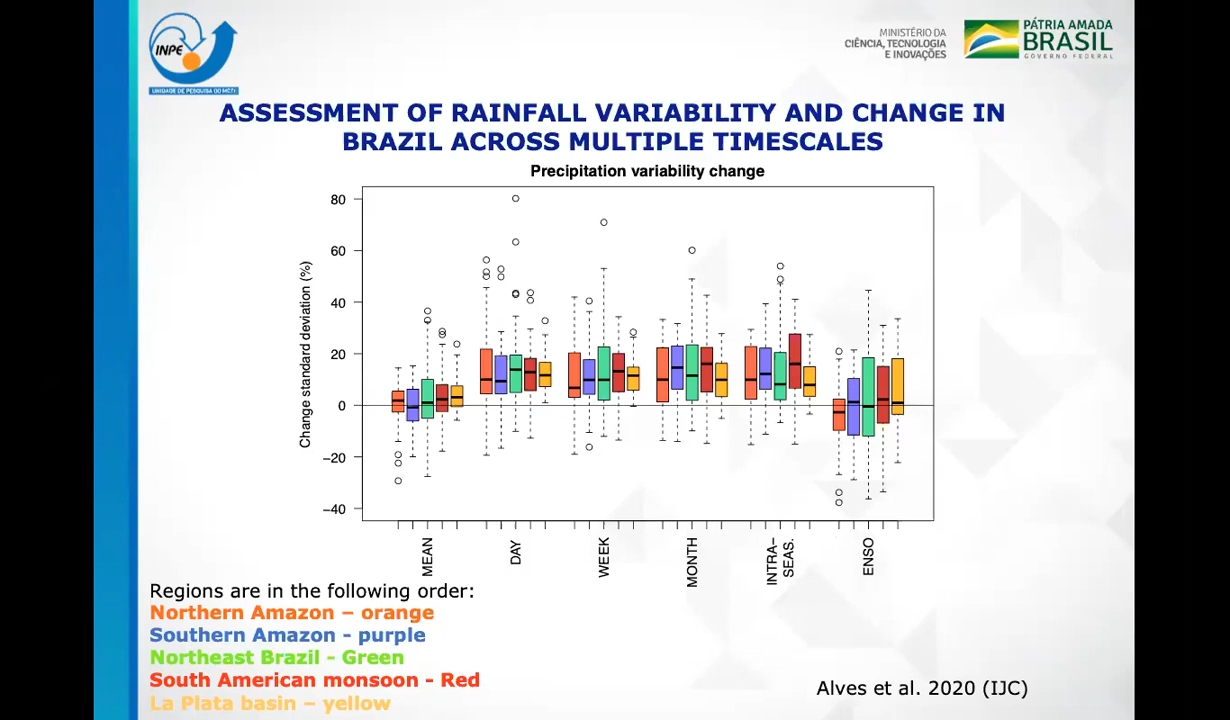 INPE
UNIDADE DE PESQUISA DO MCTI
MINISTÉRIO DA
CIÊNCIA, TECNOLOGIA
E INOVAÇÕES
PÁTRIA AMADA
BRASIL
GOVERNO FEDERAL
ASSESSMENT OF RAINFALL VARIABILITY AND CHANGE IN
BRAZIL ACROSS MULTIPLE TIMESCALES
Precipitation variability change
Change standard deviation (%)
80
60
40
20
0
−20
−40
MEAN
DAY
WEEK
MONTH
INTRA−
SEAS.
ENSO
Regions are in the following order:
Northern Amazon – orange
Southern Amazon - purple
Northeast Brazil - Green
South American monsoon - Red
La Plata basin – yellow
Alves et al. 2020 (IJC)